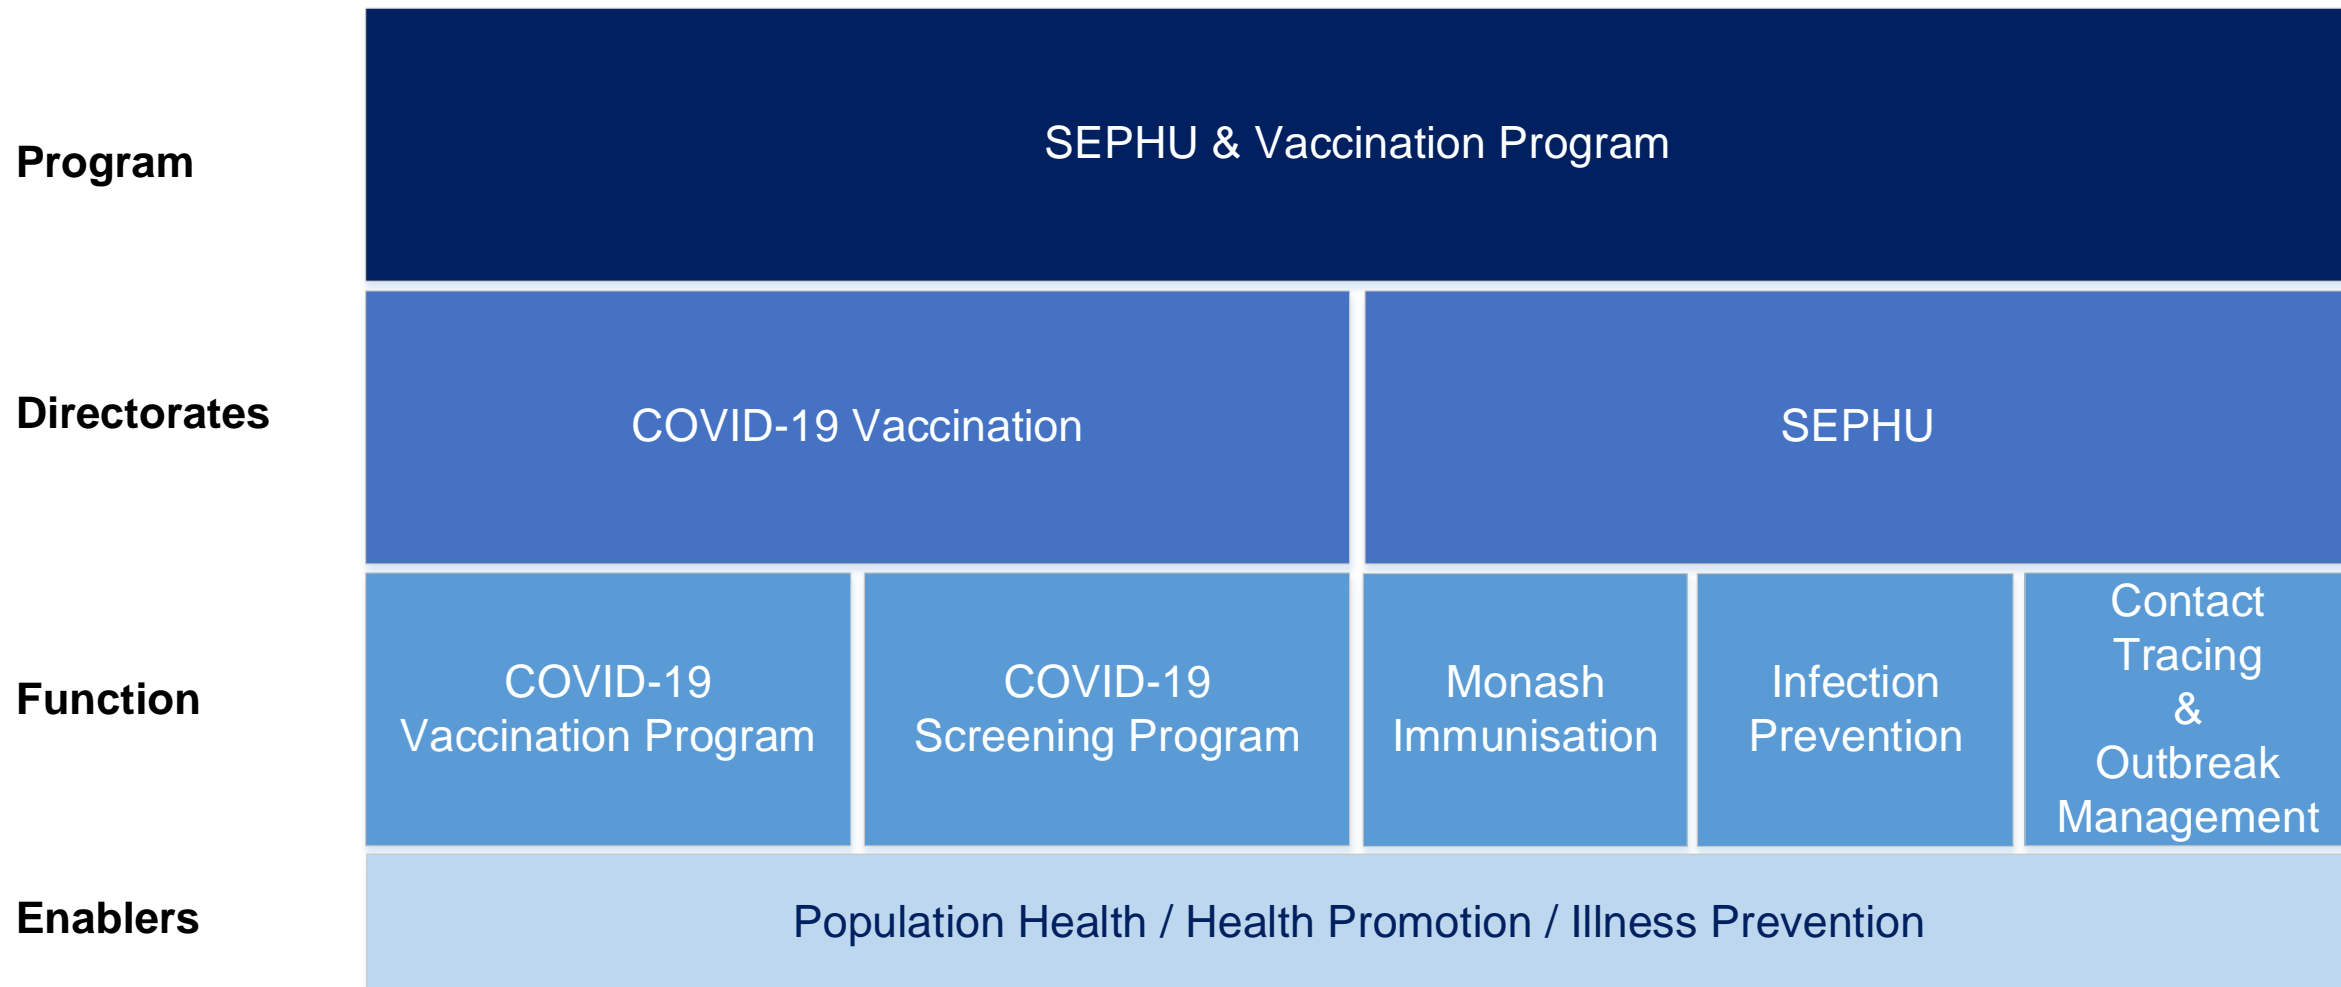 Program
SEPHU & Vaccination Program
Directorates
COVID-19 Vaccination
SEPHU
Function
COVID-19
Vaccination Program
COVID-19
Screening Program
Monash
Immunisation
Infection
Prevention
Contact
Tracing
&
Outbreak
Management
Enablers
Population Health / Health Promotion / Illness Prevention